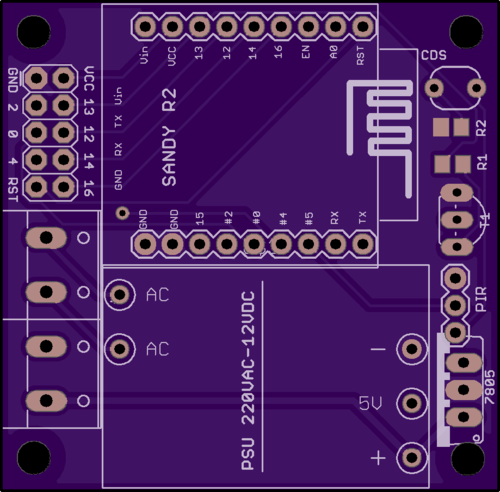 Vin VCC 13 12 14 16 EN A0 RST
CDS
GND VCC
2 13
0 12
4 14
RST 16
Vin
TX
RX
GND
SANDY R2
R2
R1
T1
GND GND 15 #2 #0 #4 #5 RX TX
PIR
AC
AC
PSU 220VAC-12VDC
-
5V
+
7805